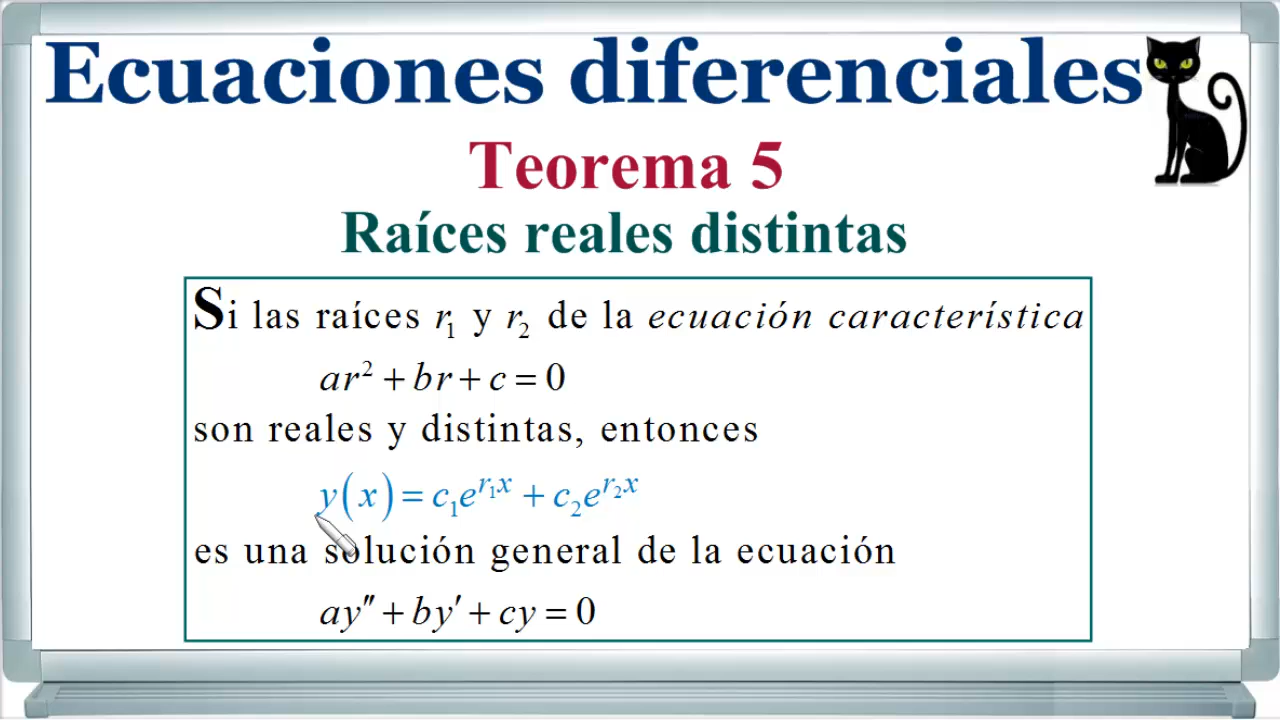 Ecuaciones diferenciales
Teorema 5
Raíces reales distintas
Si las raíces r₁ y r₂ de la ecuación característica
ar² + br + c = 0
son reales y distintas, entonces
y(x) = c₁e^{r₁x} + c₂e^{r₂x}
es una solución general de la ecuación
ay″ + by′ + cy = 0